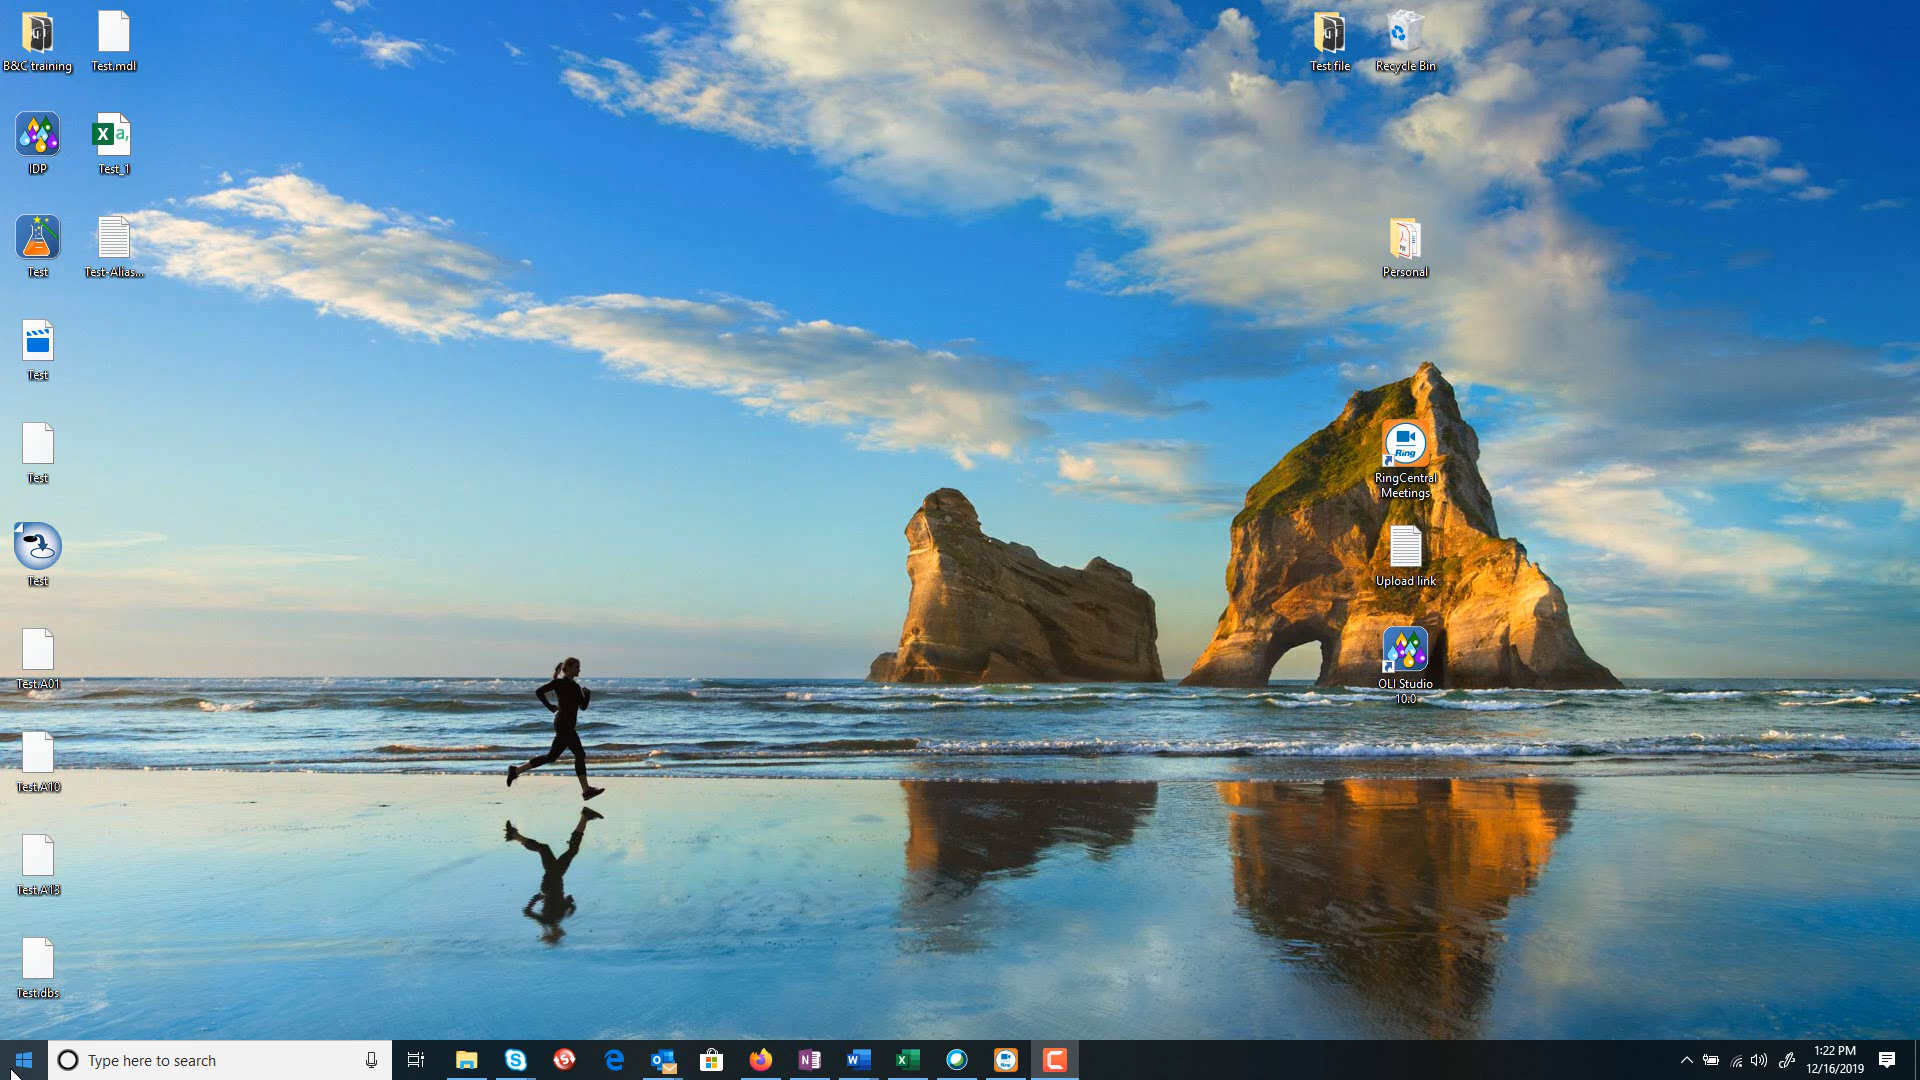 B&C training
Test.mdl
Test file
Recycle Bin
IDP
Test_1
Test
Test-Alias...
Personal
Test
Test
RingCentral
Meetings
Ring
Test
Upload link
Test.A01
OLI Studio
10.0
Test.A10
Test.A13
Test.dbs
Type here to search
1:22 PM
12/16/2019